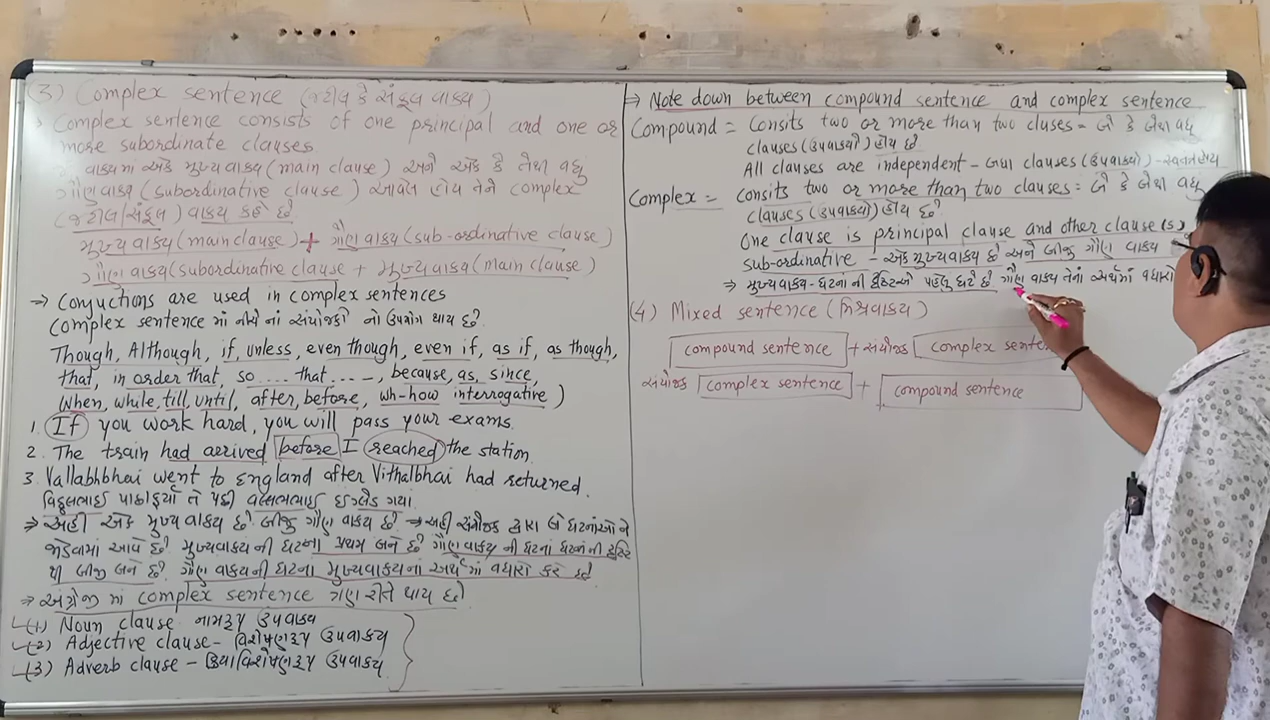 (3) Complex sentence (જટીલ કે સંકુલ વાક્ય)
Complex sentence consists of one principal and one or
more subordinate clauses
વાક્યમાં એક મુખ્યવાક્ય (main clause) અને એક કે તેથી વધુ
ગૌણવાક્ય (subordinative clause) આવેલ હોય તેને complex
(જટીલ/સંકુલ) વાક્ય કહે છે.
મુખ્યવાક્ય (main clause) + ગૌણ વાક્ય (sub-ordinative clause)
ગૌણ વાક્ય (subordinative clause + મુખ્યવાક્ય (main clause)
⇒ Conjuctions are used in complex sentences
Complex sentence માં નીચે નાં સંયોજકો નો ઉપયોગ થાય છે.
Though, Although, if, unless, even though, even if, as if, as though,
that, in order that, so .... that ...., because, as, since,
(when, while, till, until, after, before, wh-how interrogative)
1. If you work hard, you will pass your exams.
2. The train had arrived before I reached the station.
3. Vallabhbhai went to England after Vithalbhai had returned.
વિઠ્ઠલભાઈ પાછાફર્યા તે પછી વલ્લભભાઈ ઈંગ્લેંડ ગયા
⇒ અહી એક મુખ્ય વાક્ય છે. બીજુ ગૌણ વાક્ય છે. → અહી સંયોજક દ્વારા બે ઘટનાંઓ ને
જોડવામાં આવે છે. મુખ્યવાક્ય ની ઘટના પ્રથમ બને છે ગૌણ વાક્ય ની ઘટનાં ઘટનાં ની દ્રષ્ટિ
થી બીજી બને છે. ગૌણ વાક્ય ની ઘટના મુખ્યવાક્યનાં અર્થ માં વધારો કરે છે.
⇒ અંગ્રેજી માં complex sentence ત્રણ રીતે થાય છે.
(1) Noun clause નામરૂપ ઉપવાક્ય
(2) Adjective clause - વિશેષણરૂપ ઉપવાક્ય
(3) Adverb clause - ક્રિયાવિશેષણરૂપ ઉપવાક્ય
⇒ Note down between compound sentence and complex sentence
Compound = Consits two or more than two cluses = બે કે બેથી વધુ
clauses (ઉપવાક્યો) હોય છે.
All clauses are independent - બધા clauses (ઉપવાક્યો) - સ્વતંત્ર હોય
Complex = consits two or more than two clauses = બે કે બેથી વધુ
clauses (ઉપવાક્યો) હોય છે.
One clause is principal clause and other clause (s)
sub-ordinative - એક મુખ્યવાક્ય છે અને બીજુ ગૌણ વાક્ય
⇒ મુખ્યવાક્ય - ઘટનાં ની દ્રષ્ટિએ પહેલુ ઘટે છે ગૌણ વાક્ય તેનાં અર્થમાં વધારો
(4) Mixed sentence (મિશ્રવાક્ય)
compound sentence + સંયોજક complex sente
સંયોજક complex sentence + compound sentence